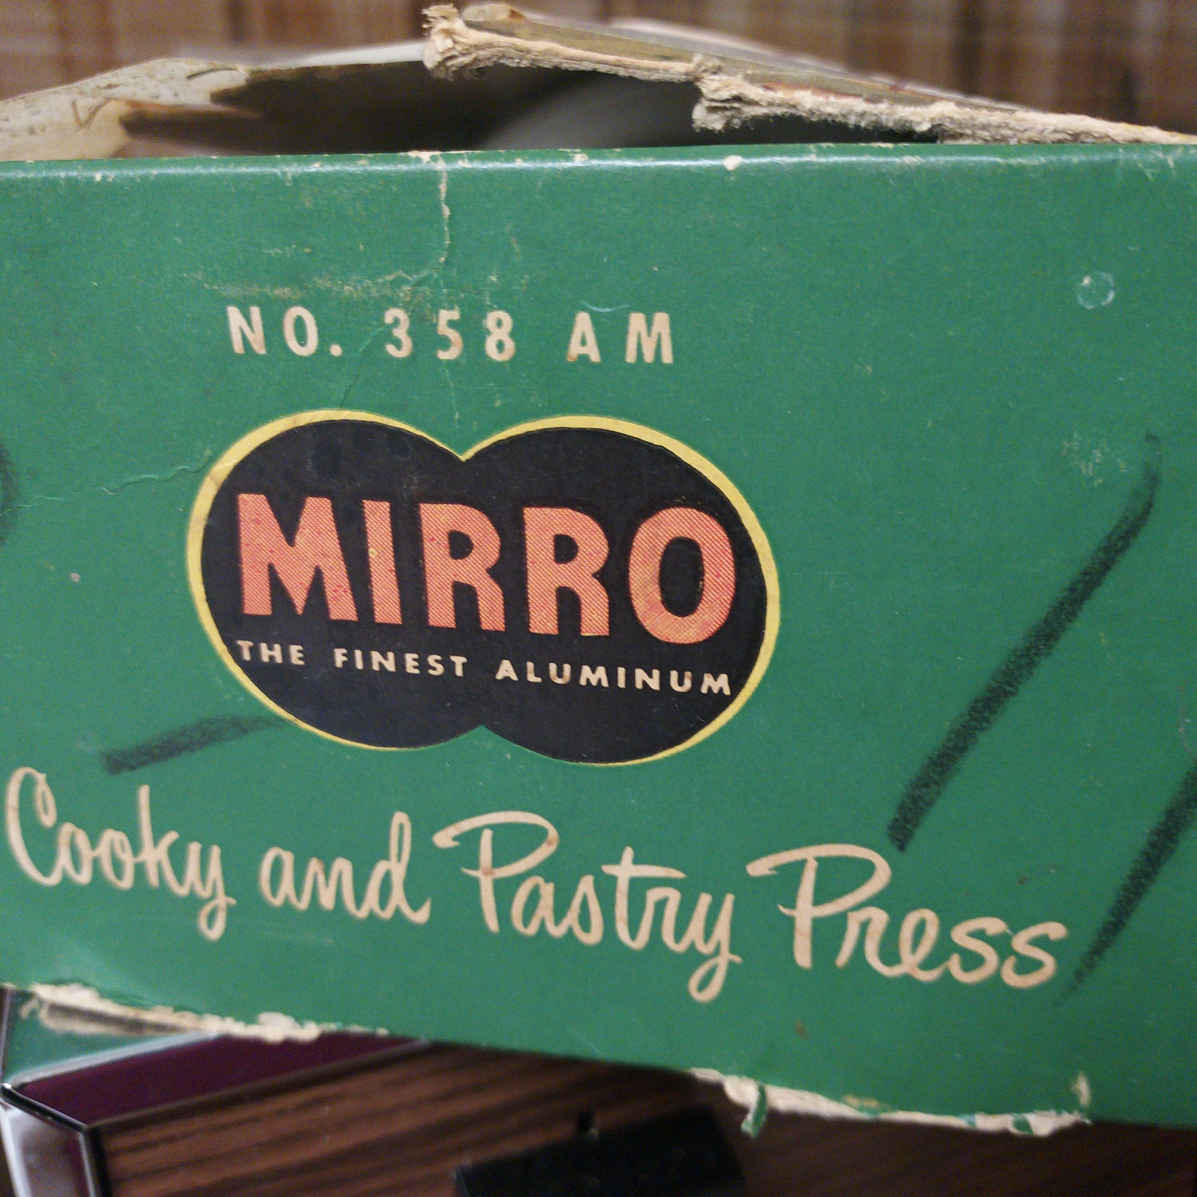 NO. 358 AM
MIRRO
THE FINEST ALUMINUM
Cooky and Pastry Press